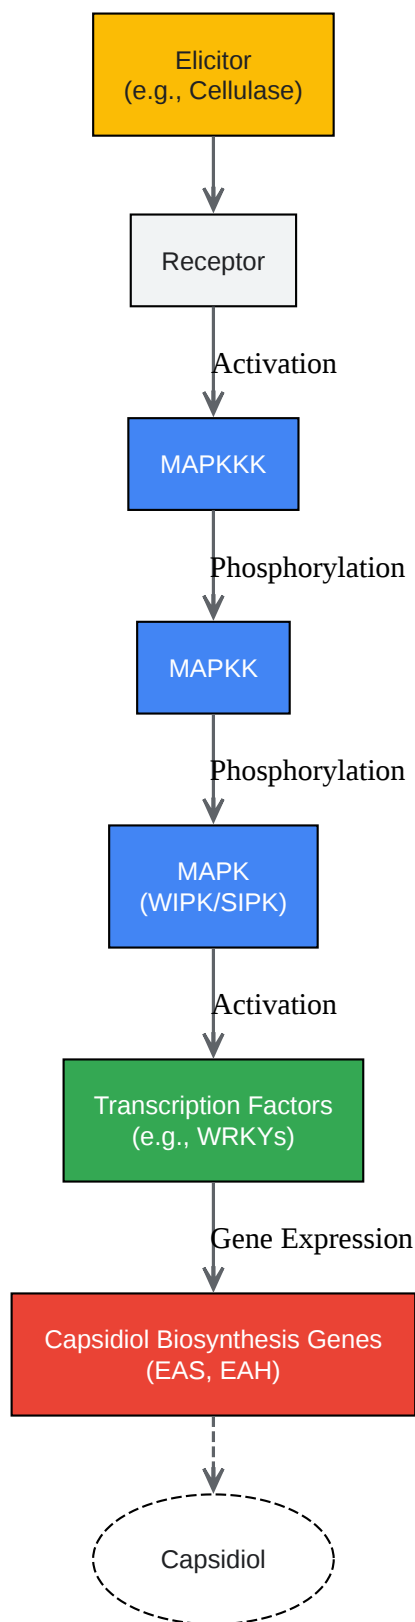 Elicitor
(e.g., Cellulase)
Receptor
Activation
MAPKKK
Phosphorylation
MAPKK
Phosphorylation
MAPK
(WIPK/SIPK)
Activation
Transcription Factors
(e.g., WRKYs)
Gene Expression
Capsidiol Biosynthesis Genes
(EAS, EAH)
Capsidiol